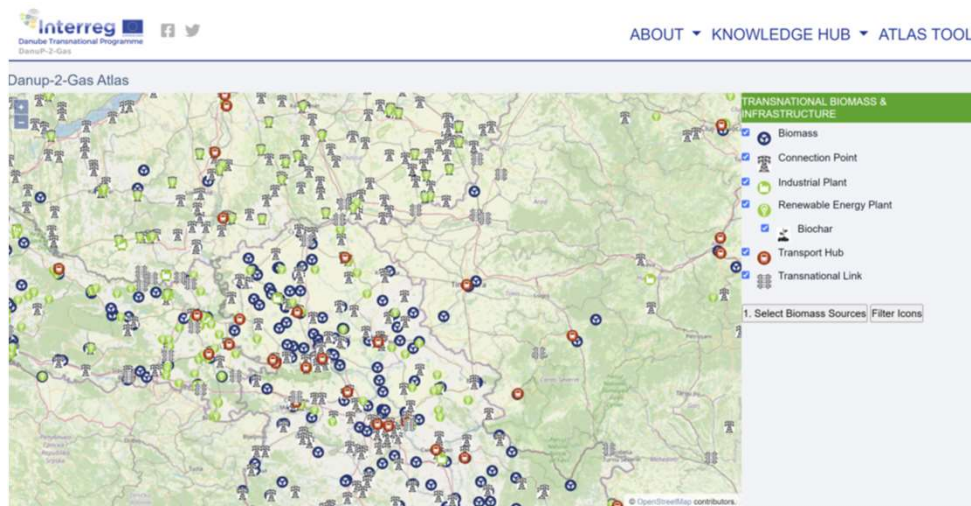 Interreg
Danube Transnational Programme
DanuP-2-Gas
ABOUT
KNOWLEDGE HUB
ATLAS TOOL
Danup-2-Gas Atlas
TRANSNATIONAL BIOMASS &
INFRASTRUCTURE
Biomass
Connection Point
Industrial Plant
Renewable Energy Plant
Biochar
Transport Hub
Transnational Link
1. Select Biomass Sources
Filter Icons
Arad
© OpenStreetMap contributors.